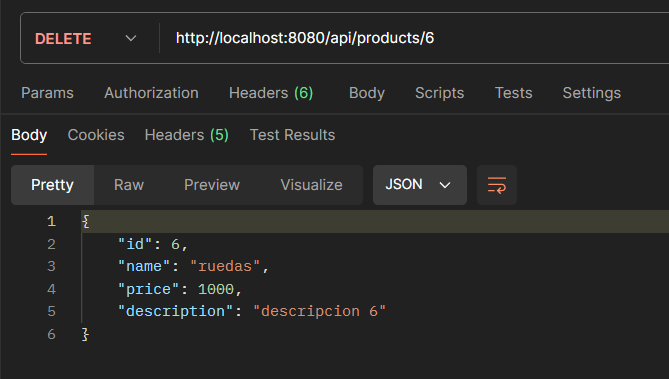 DELETE http://localhost:8080/api/products/6
Params Authorization Headers (6) Body Scripts Tests Settings
Body Cookies Headers (5) Test Results
Pretty Raw Preview Visualize JSON
1 {
2 "id": 6,
3 "name": "ruedas",
4 "price": 1000,
5 "description": "descripcion 6"
6 }